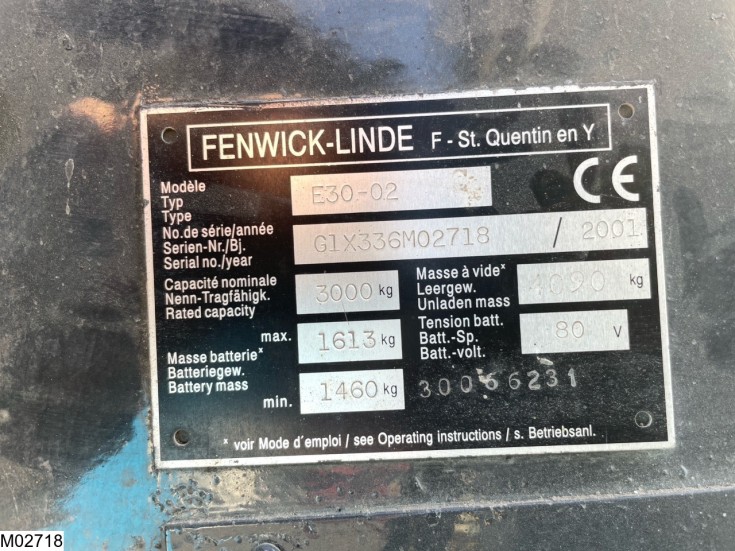 FENWICK-LINDE F - St. Quentin en Y
CE
Modèle
Typ
Type
E30-02
No.de série/année
Serien-Nr./Bj.
Serial no./year
G1X336M02718 / 2001
Capacité nominale
Nenn-Tragfähigk.
Rated capacity
3000 kg
Masse à vide x
Leergew.
Unladen mass
4090 kg
Masse batterie x
Batteriegew.
Battery mass
max. 1613 kg
min. 1460 kg
Tension batt.
Batt.-Sp.
Batt.-volt.
80 V
30066231
x voir Mode d´emploi / see Operating instructions / s. Betriebsanl.
M02718